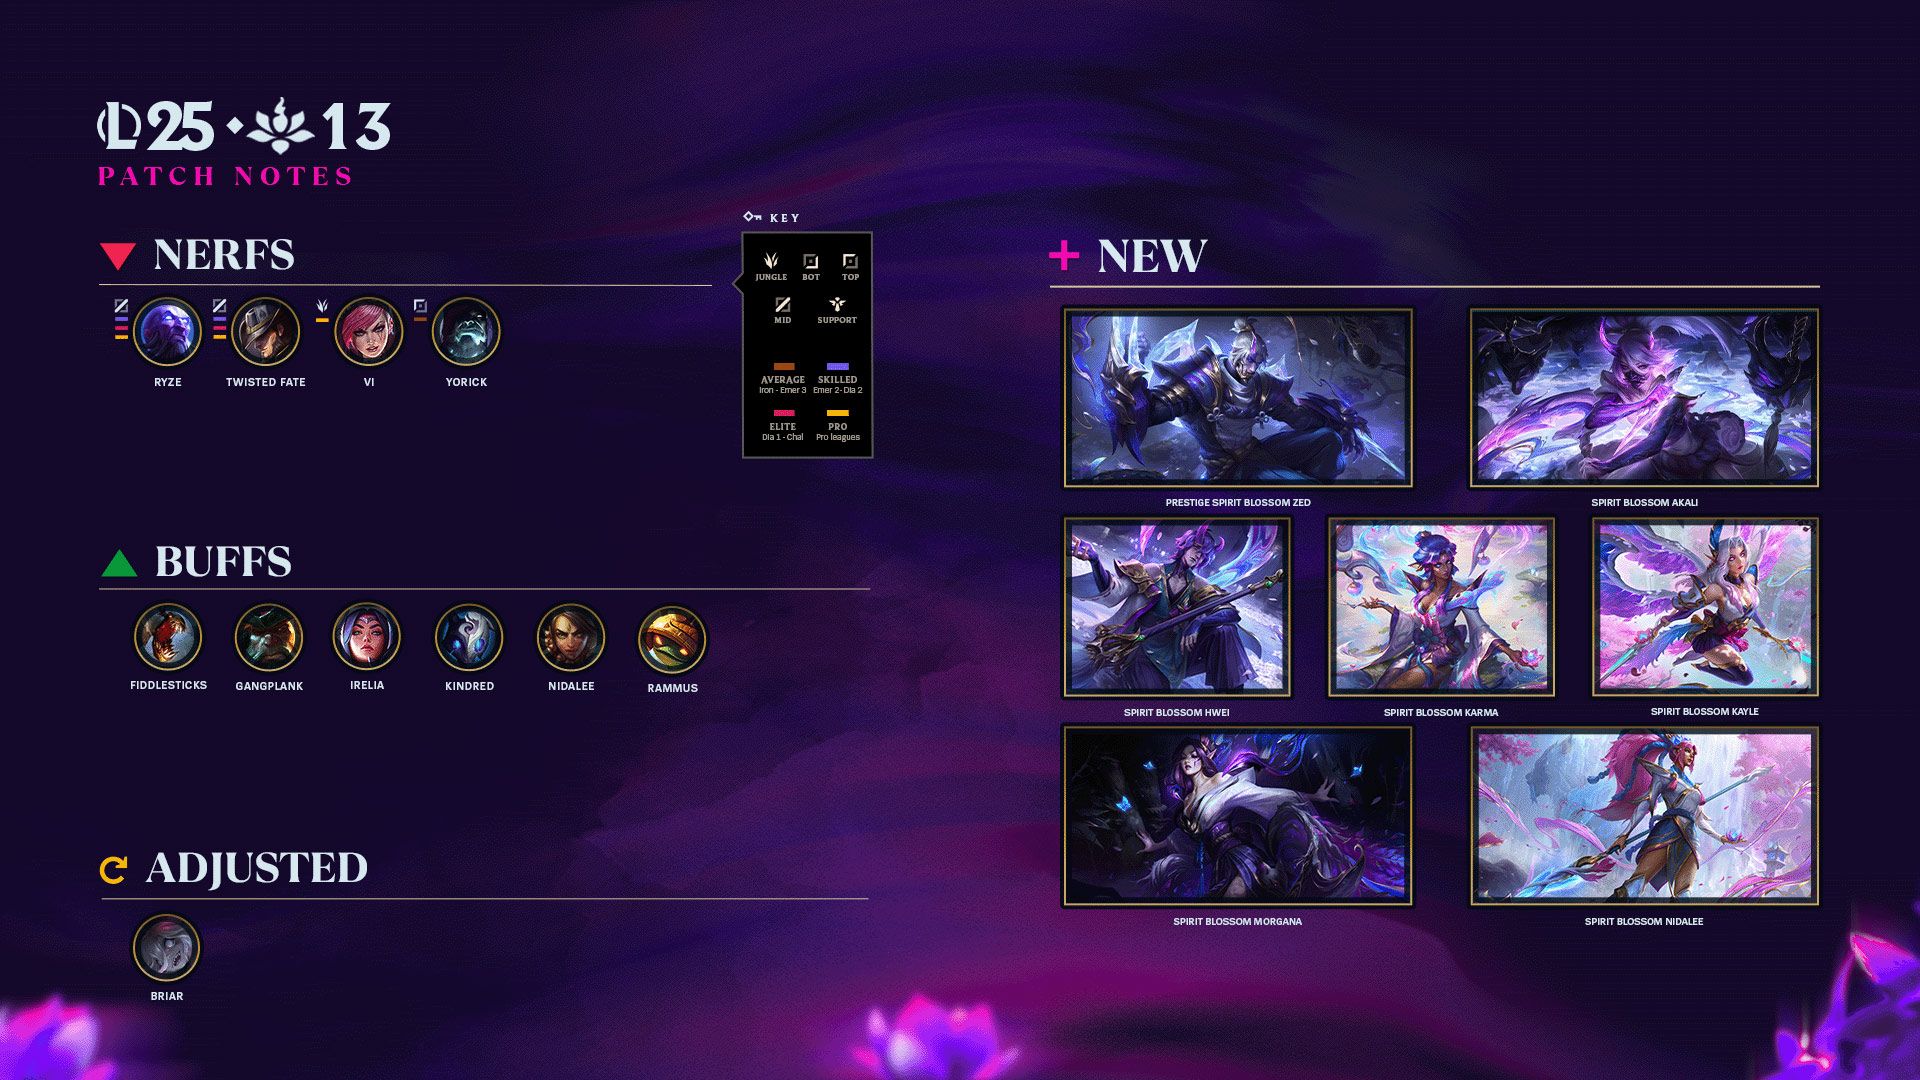 25 • 13
PATCH NOTES
NERFS
RYZE
TWISTED FATE
VI
YORICK
KEY
JUNGLE
BOT
TOP
MID
SUPPORT
AVERAGE
Iron - Emer 3
SKILLED
Emer 2 - Dia 2
ELITE
Dia 1 - Chal
PRO
Pro leagues
BUFFS
FIDDLESTICKS
GANGPLANK
IRELIA
KINDRED
NIDALEE
RAMMUS
ADJUSTED
BRIAR
NEW
PRESTIGE SPIRIT BLOSSOM ZED
SPIRIT BLOSSOM AKALI
SPIRIT BLOSSOM HWEI
SPIRIT BLOSSOM KARMA
SPIRIT BLOSSOM KAYLE
SPIRIT BLOSSOM MORGANA
SPIRIT BLOSSOM NIDALEE